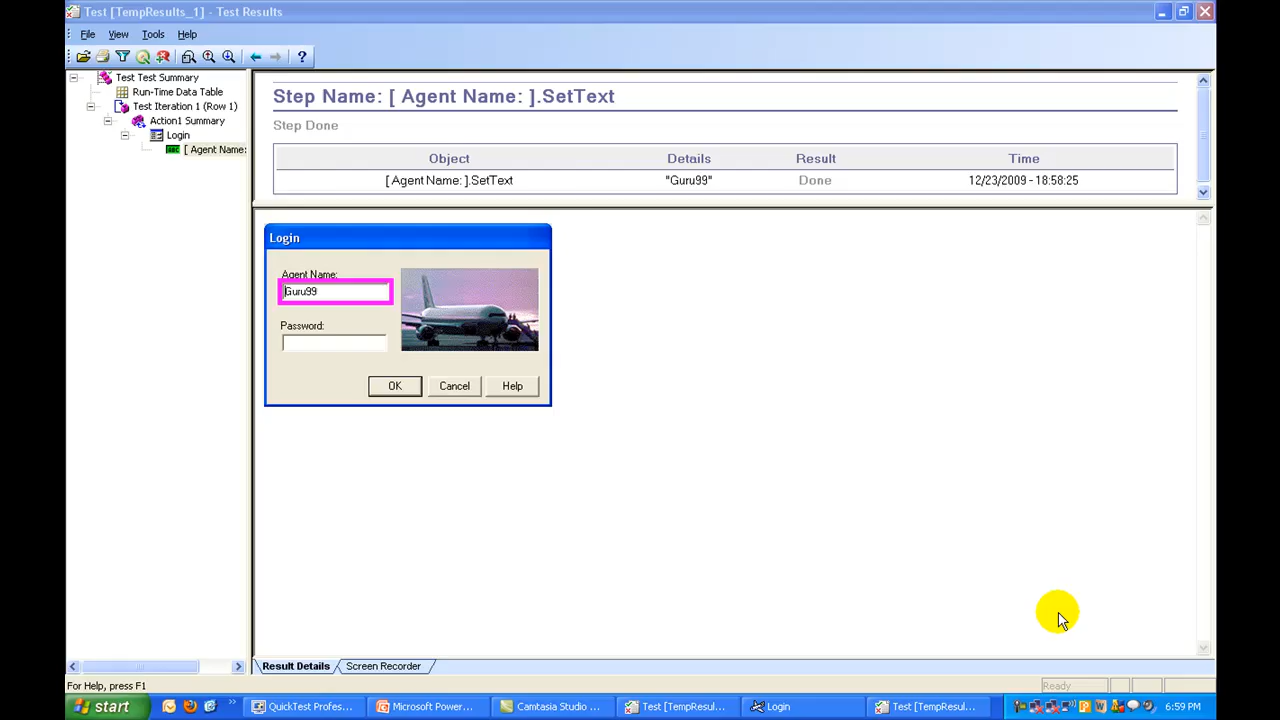 Test [TempResults_1] - Test Results
File View Tools Help
Test Test Summary
Run-Time Data Table
Test Iteration 1 (Row 1)
Action1 Summary
Login
[ Agent Name:
Step Name: [ Agent Name: ].SetText
Step Done
Object Details Result Time
[ Agent Name: ].SetText "Guru99" Done 12/23/2009 - 18:58:25
Login
Agent Name:
Guru99
Password:
OK Cancel Help
Result Details Screen Recorder
For Help, press F1 Ready
start QuickTest Profes... Microsoft Power... Camtasia Studio ... Test [TempResul... Login Test [TempResul... 6:59 PM